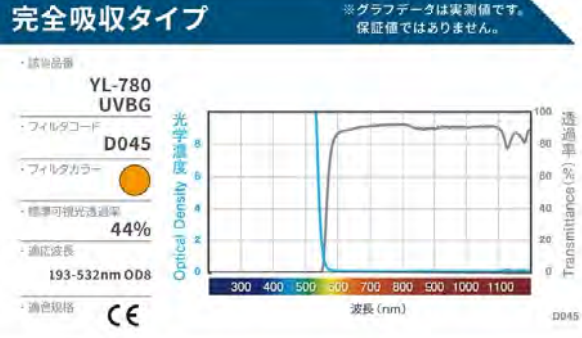 完全吸収タイプ
※グラフデータは実測値です。
保証値ではありません。
・該当品番
YL-780
UVBG
・フィルタコード
D045
・フィルタカラー
・標準可視光透過率
44%
・適応波長
193-532nm OD8
・適合規格
CE
光学濃度 Optical Density
8
6
4
2
0
100
80
60
40
20
0
透過率(%) Transmittance
300 400 500 600 700 800 900 1000 1100
波長 (nm)
D045